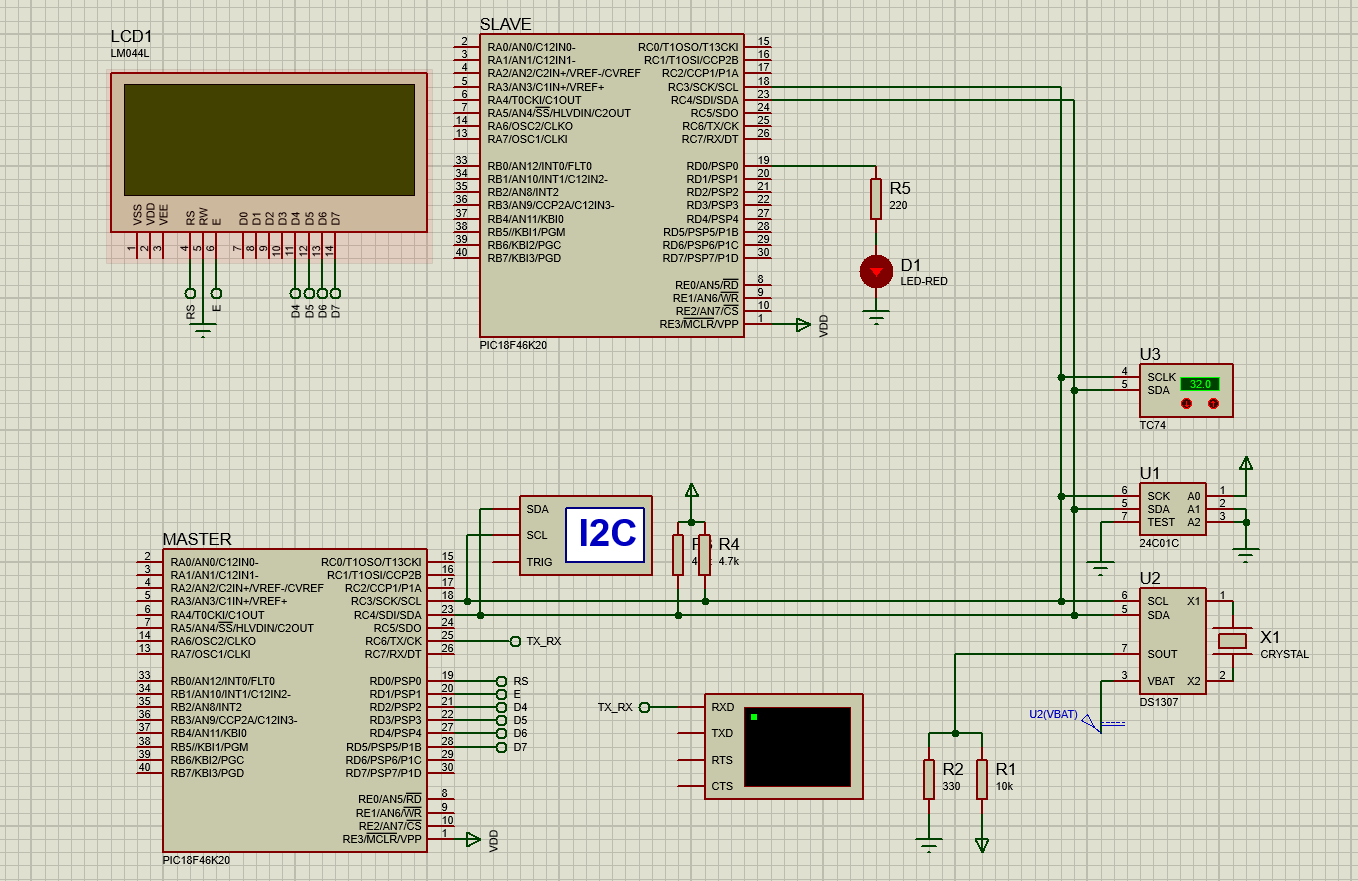 LCD1
LM044L
VSS
VDD
VEE
RS
RW
E
D0
D1
D2
D3
D4
D5
D6
D7
1
2
3
4
5
6
7
8
9
10
11
12
13
14
RS
E
D4
D5
D6
D7
SLAVE
2 RA0/AN0/C12IN0- RC0/T1OSO/T13CKI 15
3 RA1/AN1/C12IN1- RC1/T1OSI/CCP2B 16
4 RA2/AN2/C2IN+/VREF-/CVREF RC2/CCP1/P1A 17
5 RA3/AN3/C1IN+/VREF+ RC3/SCK/SCL 18
6 RA4/T0CKI/C1OUT RC4/SDI/SDA 23
7 RA5/AN4/SS/HLVDIN/C2OUT RC5/SDO 24
14 RA6/OSC2/CLKO RC6/TX/CK 25
13 RA7/OSC1/CLKI RC7/RX/DT 26
33 RB0/AN12/INT0/FLT0 RD0/PSP0 19
34 RB1/AN10/INT1/C12IN2- RD1/PSP1 20
35 RB2/AN8/INT2 RD2/PSP2 21
36 RB3/AN9/CCP2A/C12IN3- RD3/PSP3 22
37 RB4/AN11/KBI0 RD4/PSP4 27
38 RB5//KBI1/PGM RD5/PSP5/P1B 28
39 RB6/KBI2/PGC RD6/PSP6/P1C 29
40 RB7/KBI3/PGD RD7/PSP7/P1D 30
RE0/AN5/RD 8
RE1/AN6/WR 9
RE2/AN7/CS 10
RE3/MCLR/VPP 1
VDD
PIC18F46K20
R5
220
D1
LED-RED
U3
4 SCLK
5 SDA
32.0
TC74
U1
6 SCK A0 1
5 SDA A1 2
7 TEST A2 3
24C01C
U2
6 SCL X1 1
5 SDA
7 SOUT
3 VBAT X2 2
DS1307
X1
CRYSTAL
U2(VBAT)
SDA
SCL
TRIG
I2C
R4
4.7k
MASTER
2 RA0/AN0/C12IN0- RC0/T1OSO/T13CKI 15
3 RA1/AN1/C12IN1- RC1/T1OSI/CCP2B 16
4 RA2/AN2/C2IN+/VREF-/CVREF RC2/CCP1/P1A 17
5 RA3/AN3/C1IN+/VREF+ RC3/SCK/SCL 18
6 RA4/T0CKI/C1OUT RC4/SDI/SDA 23
7 RA5/AN4/SS/HLVDIN/C2OUT RC5/SDO 24
14 RA6/OSC2/CLKO RC6/TX/CK 25
13 RA7/OSC1/CLKI RC7/RX/DT 26
33 RB0/AN12/INT0/FLT0 RD0/PSP0 19
34 RB1/AN10/INT1/C12IN2- RD1/PSP1 20
35 RB2/AN8/INT2 RD2/PSP2 21
36 RB3/AN9/CCP2A/C12IN3- RD3/PSP3 22
37 RB4/AN11/KBI0 RD4/PSP4 27
38 RB5//KBI1/PGM RD5/PSP5/P1B 28
39 RB6/KBI2/PGC RD6/PSP6/P1C 29
40 RB7/KBI3/PGD RD7/PSP7/P1D 30
RE0/AN5/RD 8
RE1/AN6/WR 9
RE2/AN7/CS 10
RE3/MCLR/VPP 1
VDD
PIC18F46K20
TX_RX
RS
E
D4
D5
D6
D7
TX_RX
RXD
TXD
RTS
CTS
R2
330
R1
10k